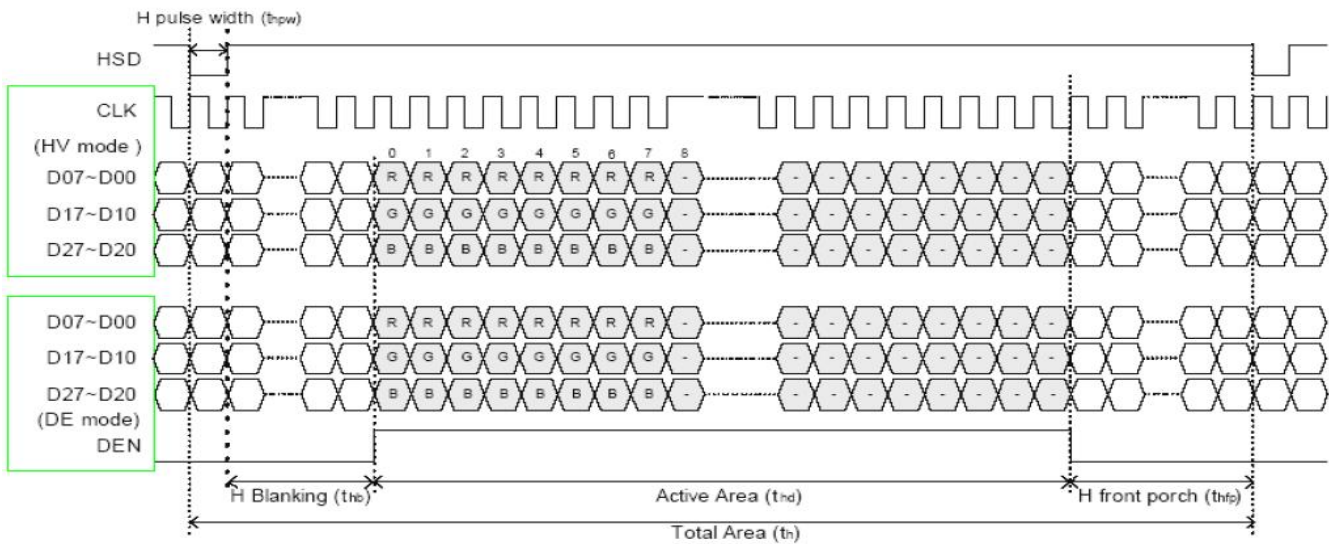 H pulse width (thpw)
HSD
CLK
(HV mode )
0 1 2 3 4 5 6 7 8
D07~D00 R R R R R R R R - - - - - - - - -
D17~D10 G G G G G G G G - - - - - - - - -
D27~D20 B B B B B B B B - - - - - - - - -
D07~D00 R R R R R R R R - - - - - - - - -
D17~D10 G G G G G G G G - - - - - - - - -
D27~D20 B B B B B B B B - - - - - - - - -
(DE mode)
DEN
H Blanking (thb) Active Area (thd) H front porch (thfp)
Total Area (th)